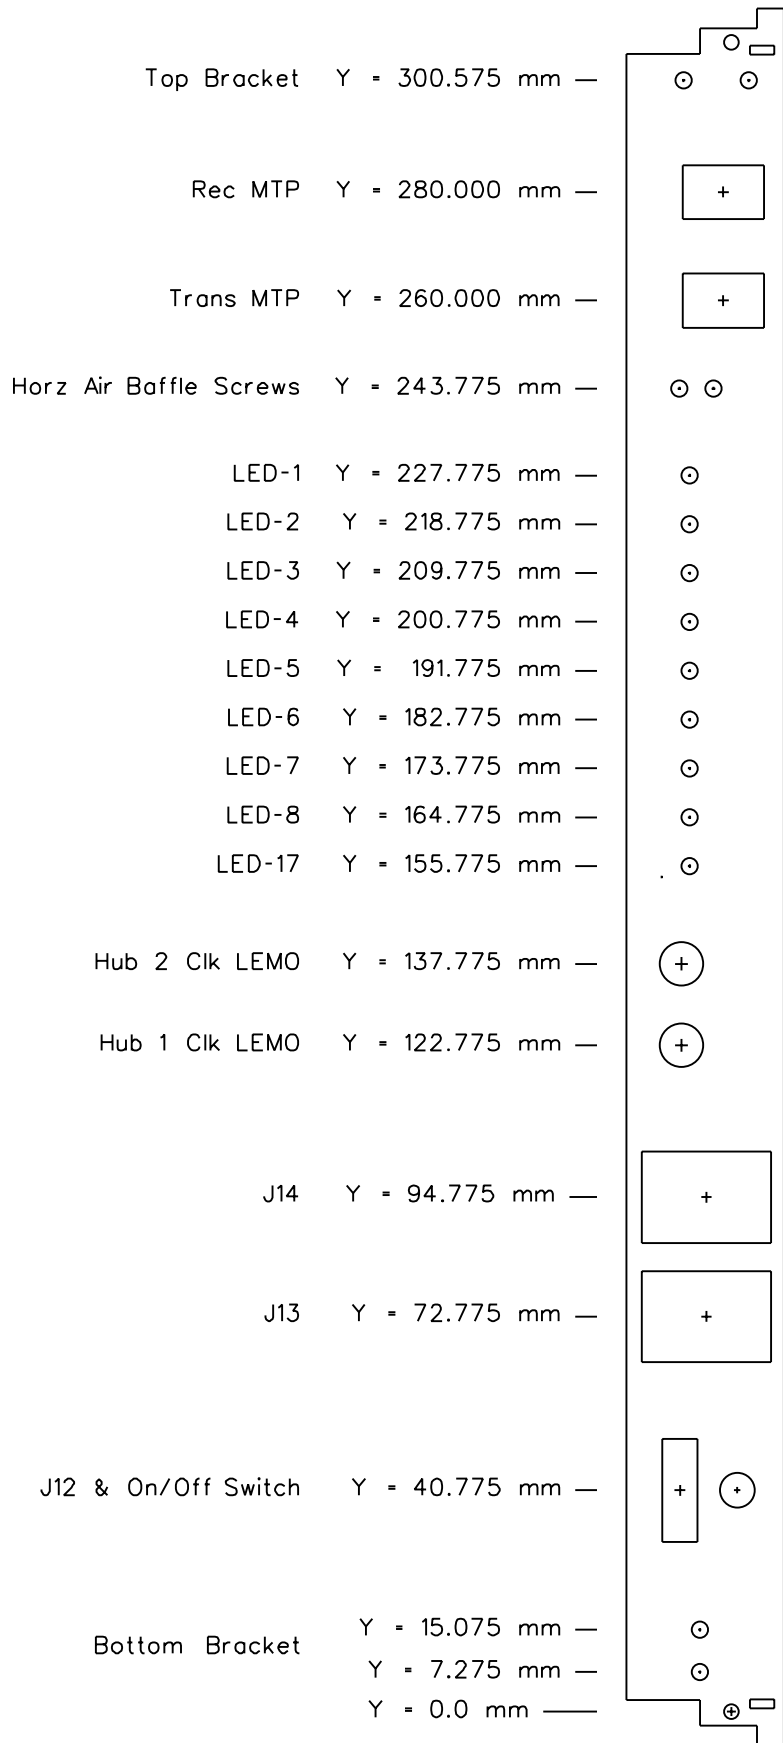 Top Bracket Y = 300.575 mm
Rec MTP Y = 280.000 mm
Trans MTP Y = 260.000 mm
Horz Air Baffle Screws Y = 243.775 mm
LED-1 Y = 227.775 mm
LED-2 Y = 218.775 mm
LED-3 Y = 209.775 mm
LED-4 Y = 200.775 mm
LED-5 Y = 191.775 mm
LED-6 Y = 182.775 mm
LED-7 Y = 173.775 mm
LED-8 Y = 164.775 mm
LED-17 Y = 155.775 mm
Hub 2 Clk LEMO Y = 137.775 mm
Hub 1 Clk LEMO Y = 122.775 mm
J14 Y = 94.775 mm
J13 Y = 72.775 mm
J12 & On/Off Switch Y = 40.775 mm
Y = 15.075 mm
Bottom Bracket
Y = 7.275 mm
Y = 0.0 mm